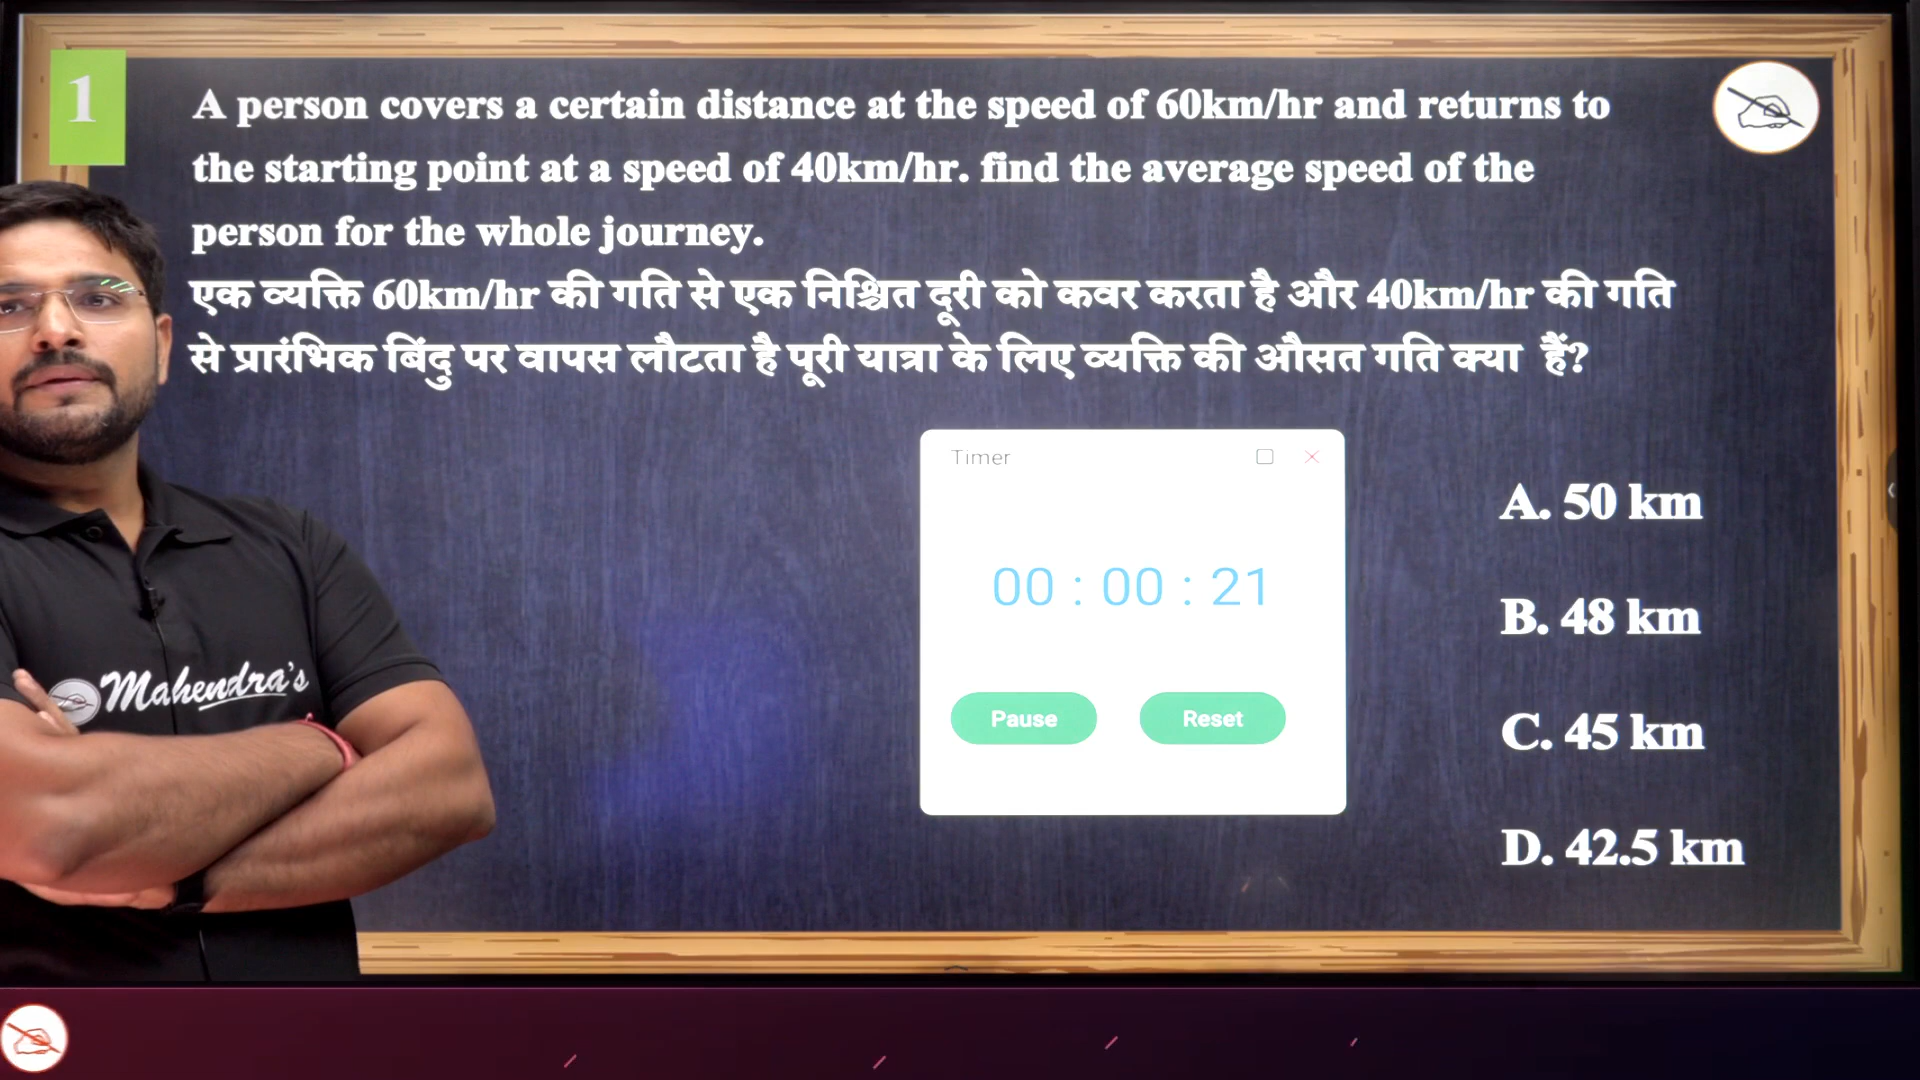 1
A person covers a certain distance at the speed of 60km/hr and returns to
the starting point at a speed of 40km/hr. find the average speed of the
person for the whole journey.
एक व्यक्ति 60km/hr की गति से एक निश्चित दूरी को कवर करता है और 40km/hr की गति
से प्रारंभिक बिंदु पर वापस लौटता है पूरी यात्रा के लिए व्यक्ति की औसत गति क्या हैं?
Timer
00 : 00 : 21
Pause Reset
A. 50 km
B. 48 km
C. 45 km
D. 42.5 km
Mahendra's